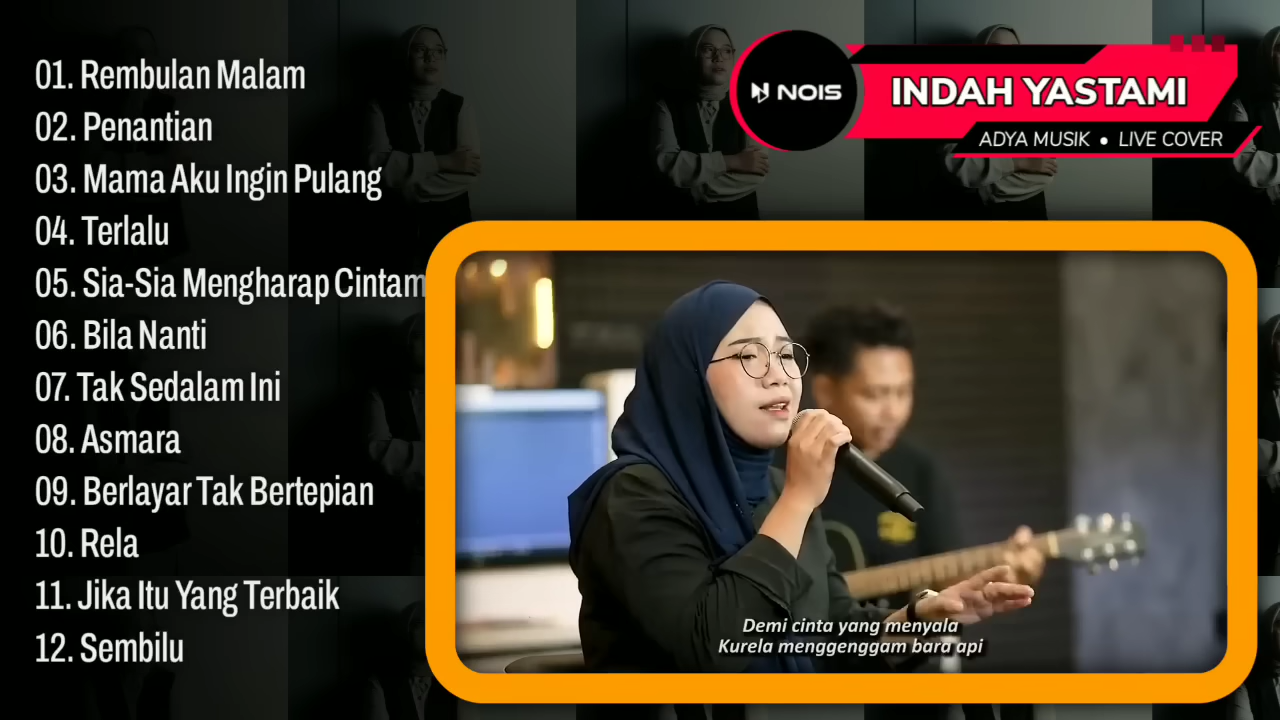 01. Rembulan Malam
02. Penantian
03. Mama Aku Ingin Pulang
04. Terlalu
05. Sia-Sia Mengharap Cintam
06. Bila Nanti
07. Tak Sedalam Ini
08. Asmara
09. Berlayar Tak Bertepian
10. Rela
11. Jika Itu Yang Terbaik
12. Sembilu
NOIS
INDAH YASTAMI
ADYA MUSIK • LIVE COVER
Demi cinta yang menyala
Kurela menggenggam bara api